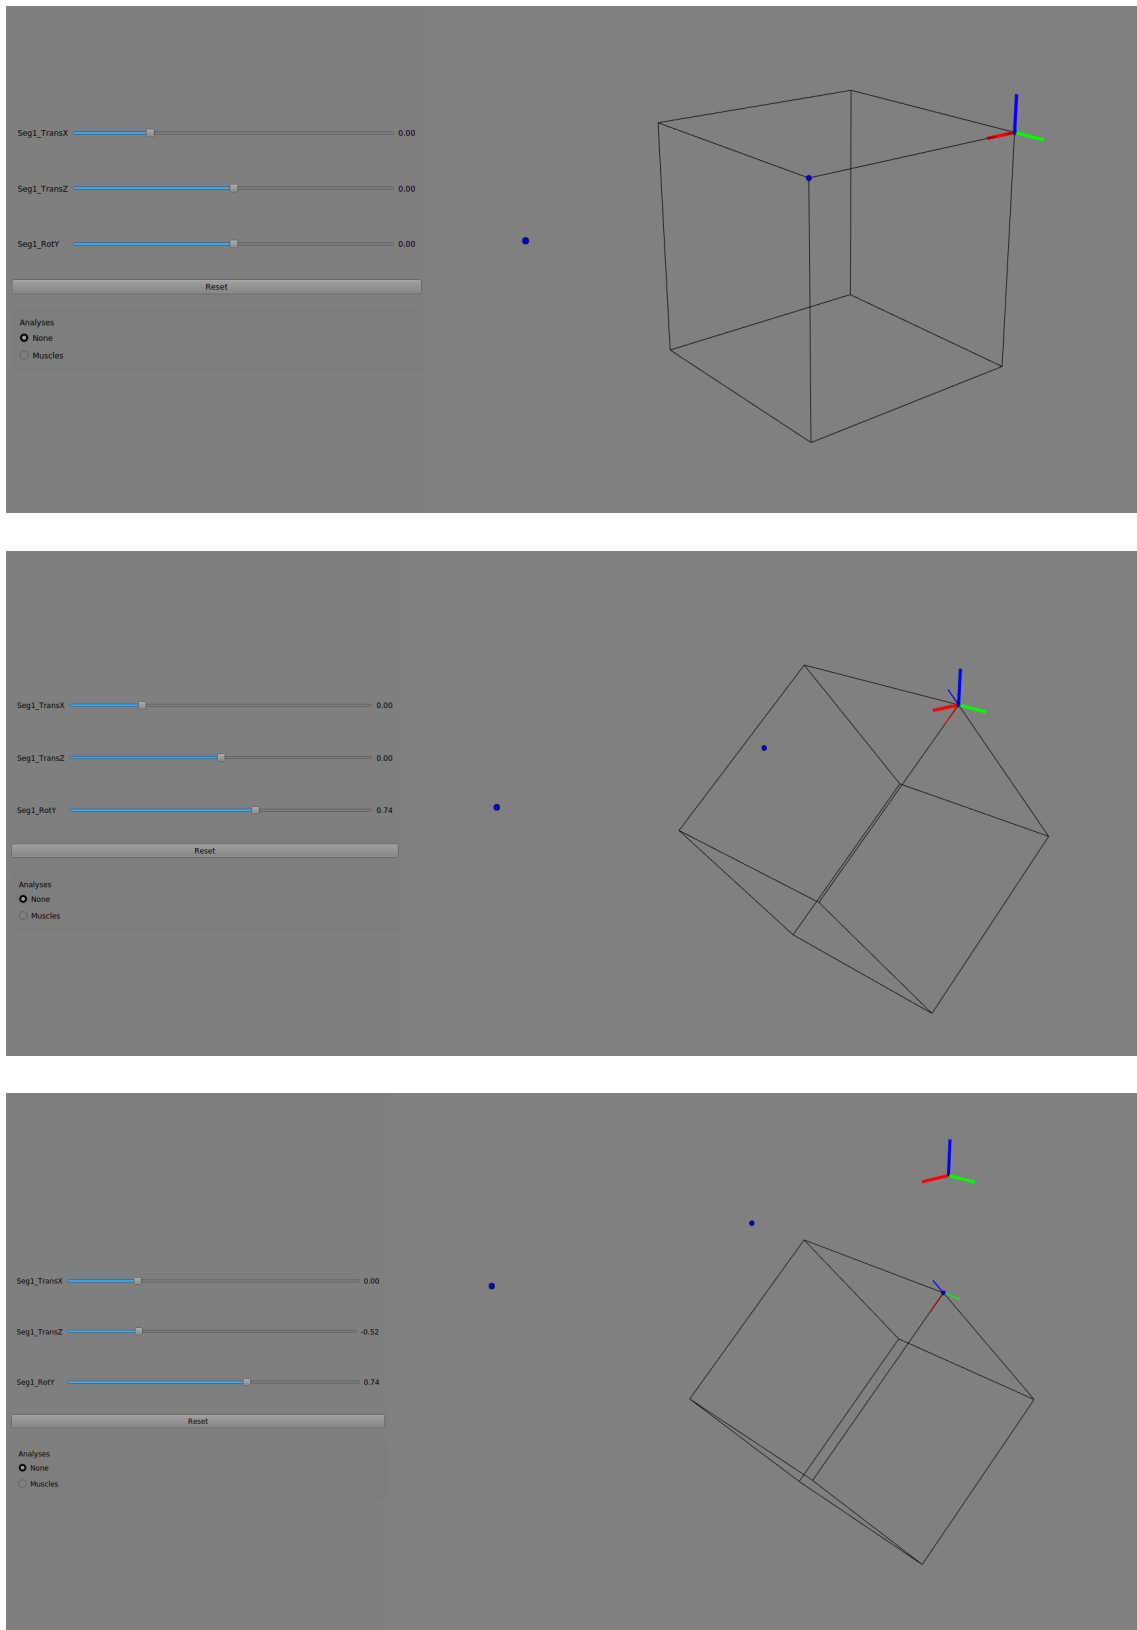 Seg1_TransX 0.00
Seg1_TransZ 0.00
Seg1_RotY 0.00
Reset
Analyses
None
Muscles
Seg1_TransX 0.00
Seg1_TransZ 0.00
Seg1_RotY 0.74
Reset
Analyses
None
Muscles
Seg1_TransX 0.00
Seg1_TransZ -0.52
Seg1_RotY 0.74
Reset
Analyses
None
Muscles